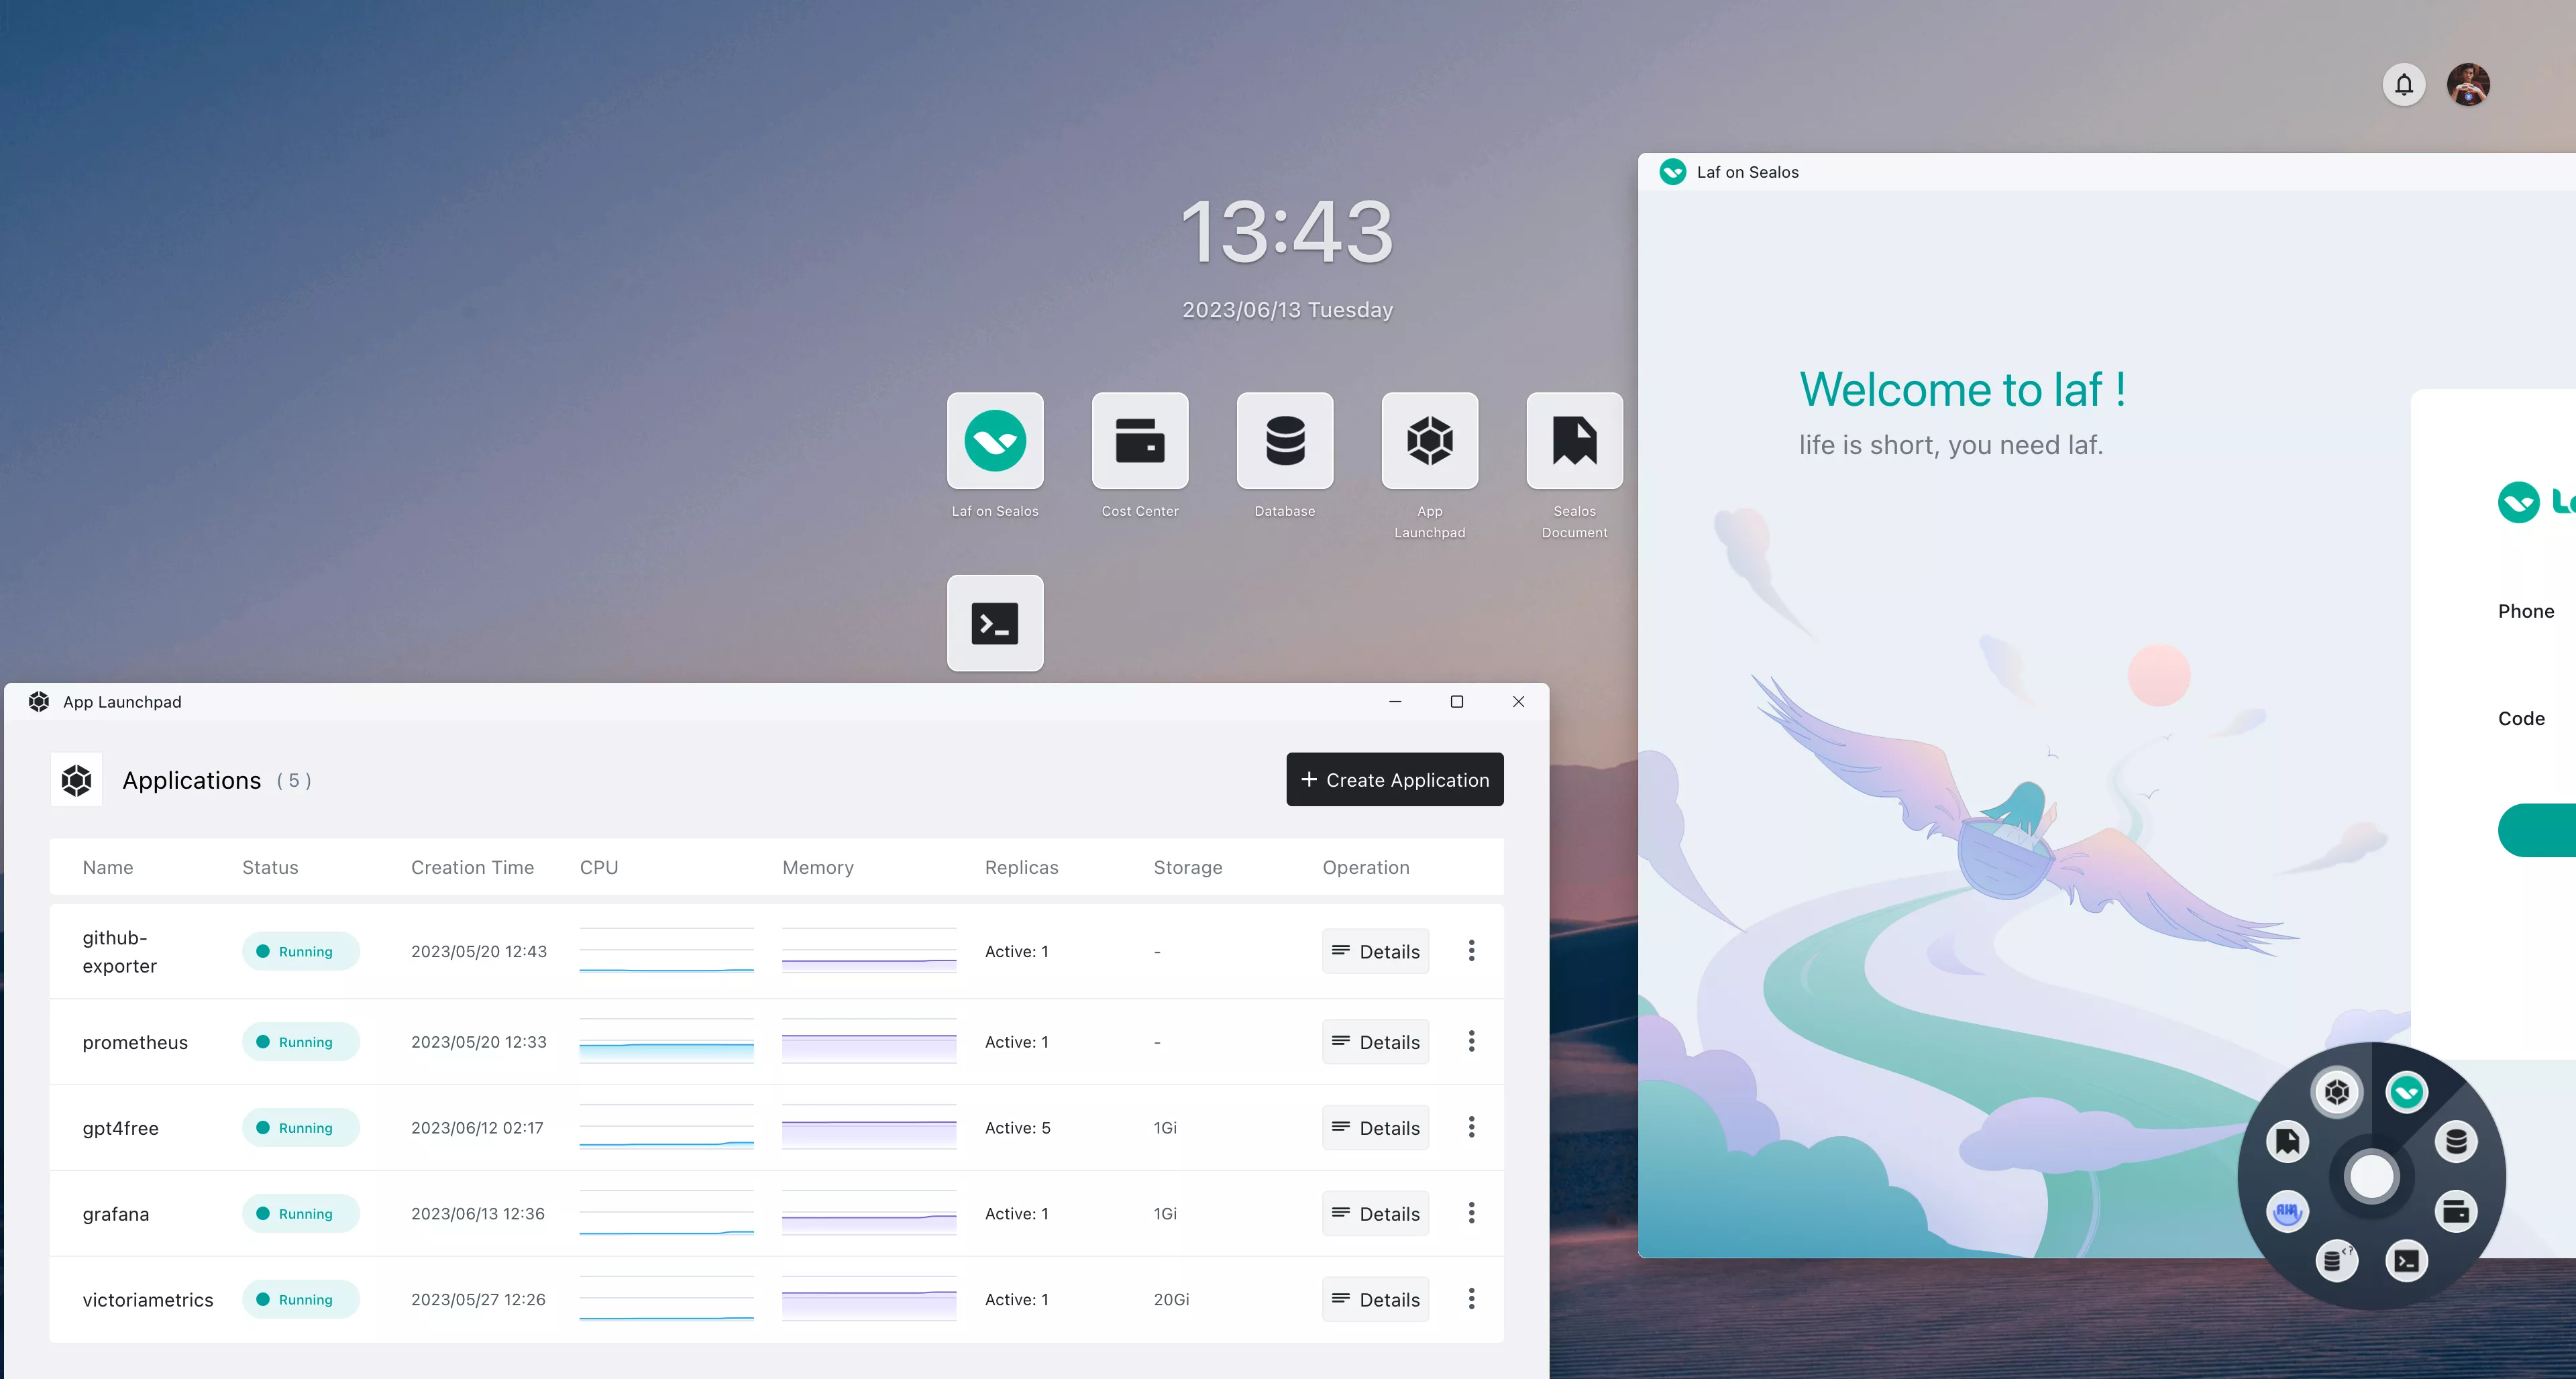 13:43
2023/06/13 Tuesday
Laf on Sealos
Cost Center
Database
App
Launchpad
Sealos
Document
Laf on Sealos
Welcome to laf !
life is short, you need laf.
Phone
Code
App Launchpad
Applications ( 5 )
+ Create Application
Name Status Creation Time CPU Memory Replicas Storage Operation
github-
exporter
Running 2023/05/20 12:43 Active: 1 - Details
prometheus Running 2023/05/20 12:33 Active: 1 - Details
gpt4free Running 2023/06/12 02:17 Active: 5 1Gi Details
grafana Running 2023/06/13 12:36 Active: 1 1Gi Details
victoriametrics Running 2023/05/27 12:26 Active: 1 20Gi Details